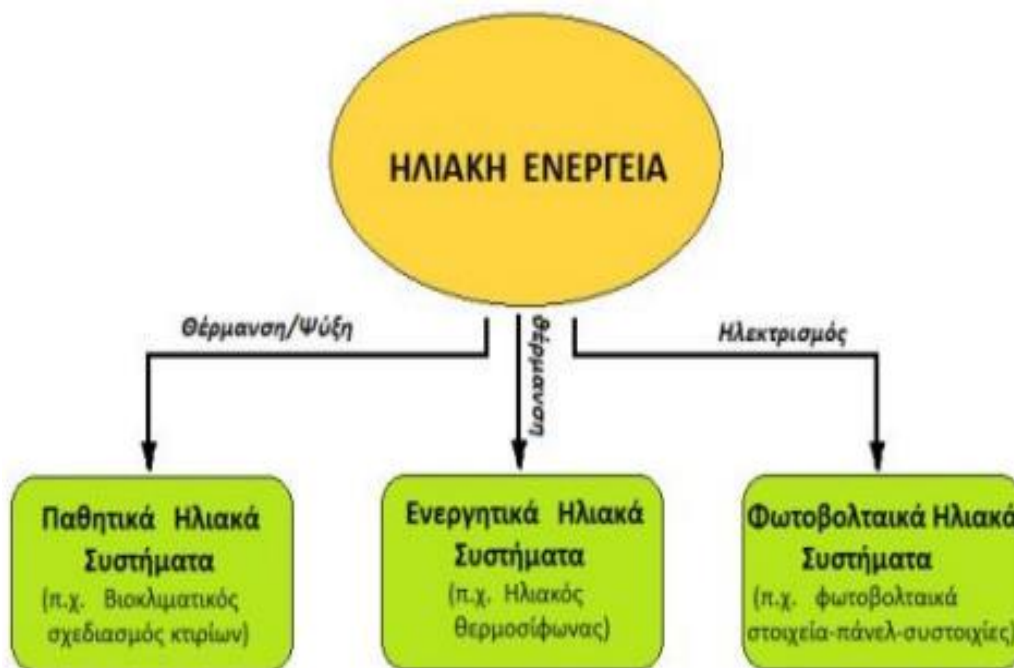 ΗΛΙΑΚΗ ΕΝΕΡΓΕΙΑ
Θέρμανση/Ψύξη
Θέρμανση
Ηλεκτρισμός
Παθητικά Ηλιακά
Συστήματα
(π.χ. Βιοκλιματικός
σχεδιασμός κτιρίων)
Ενεργητικά Ηλιακά
Συστήματα
(π.χ. Ηλιακός
θερμοσίφωνας)
Φωτοβολταικά Ηλιακά
Συστήματα
(π.χ. φωτοβολταικά
στοιχεία-πάνελ-συστοιχίες)